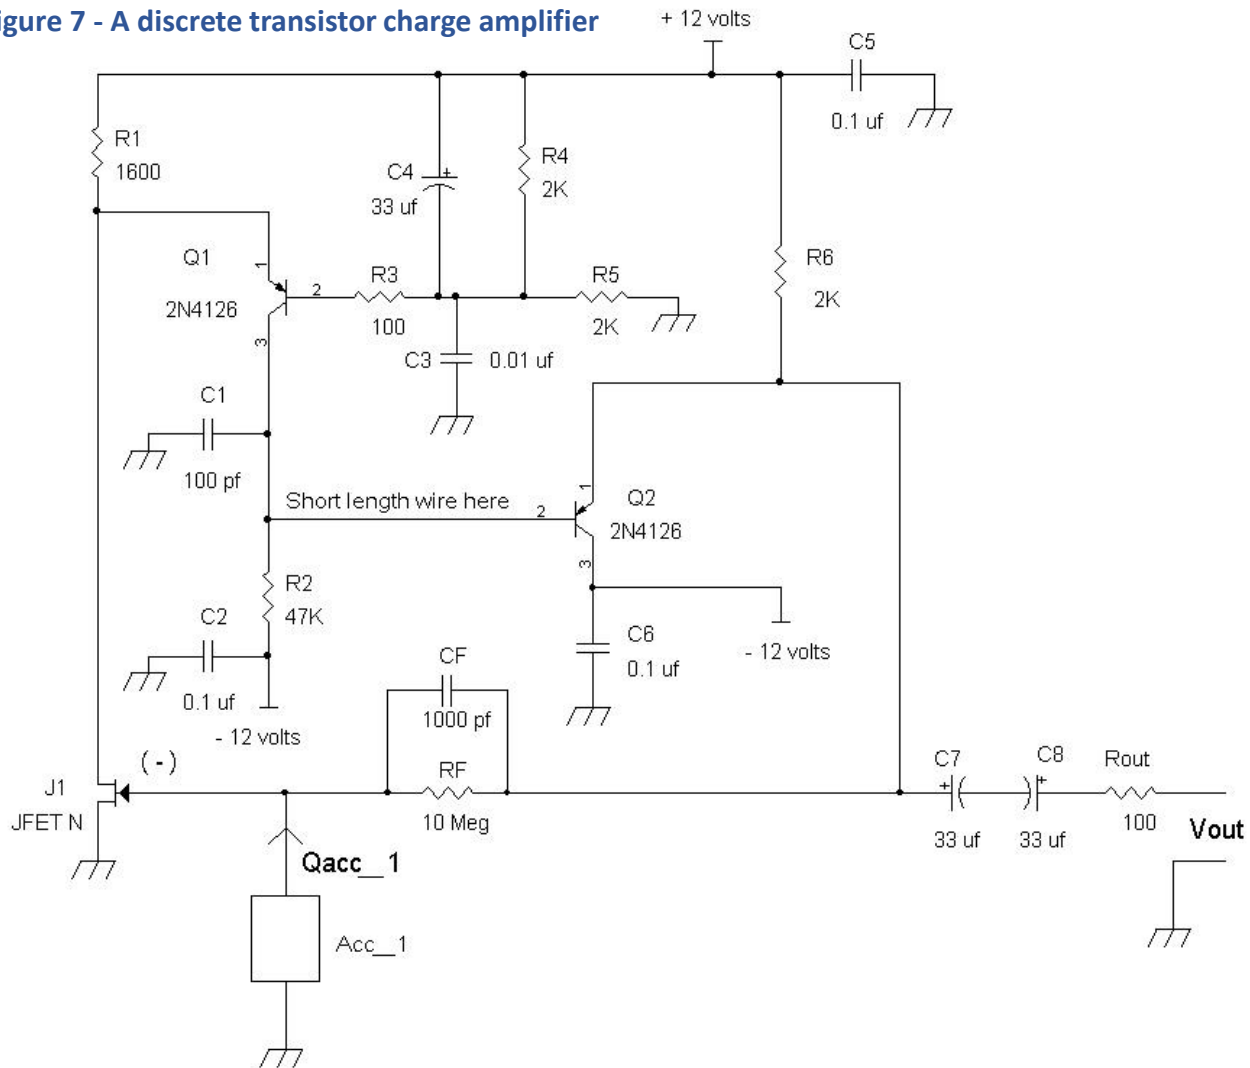 igure 7 - A discrete transistor charge amplifier
+ 12 volts
C5
0.1 uf
R1
1600
C4
33 uf
+
R4
2K
Q1
2N4126
1
2
3
R3
100
R5
2K
R6
2K
C3
0.01 uf
C1
100 pf
Short length wire here
2
1
Q2
2N4126
3
R2
47K
C2
0.1 uf
- 12 volts
C6
0.1 uf
- 12 volts
CF
1000 pf
(-)
J1
JFET N
RF
10 Meg
C7
+
33 uf
C8
+
33 uf
Rout
100
Vout
Qacc__1
Acc__1